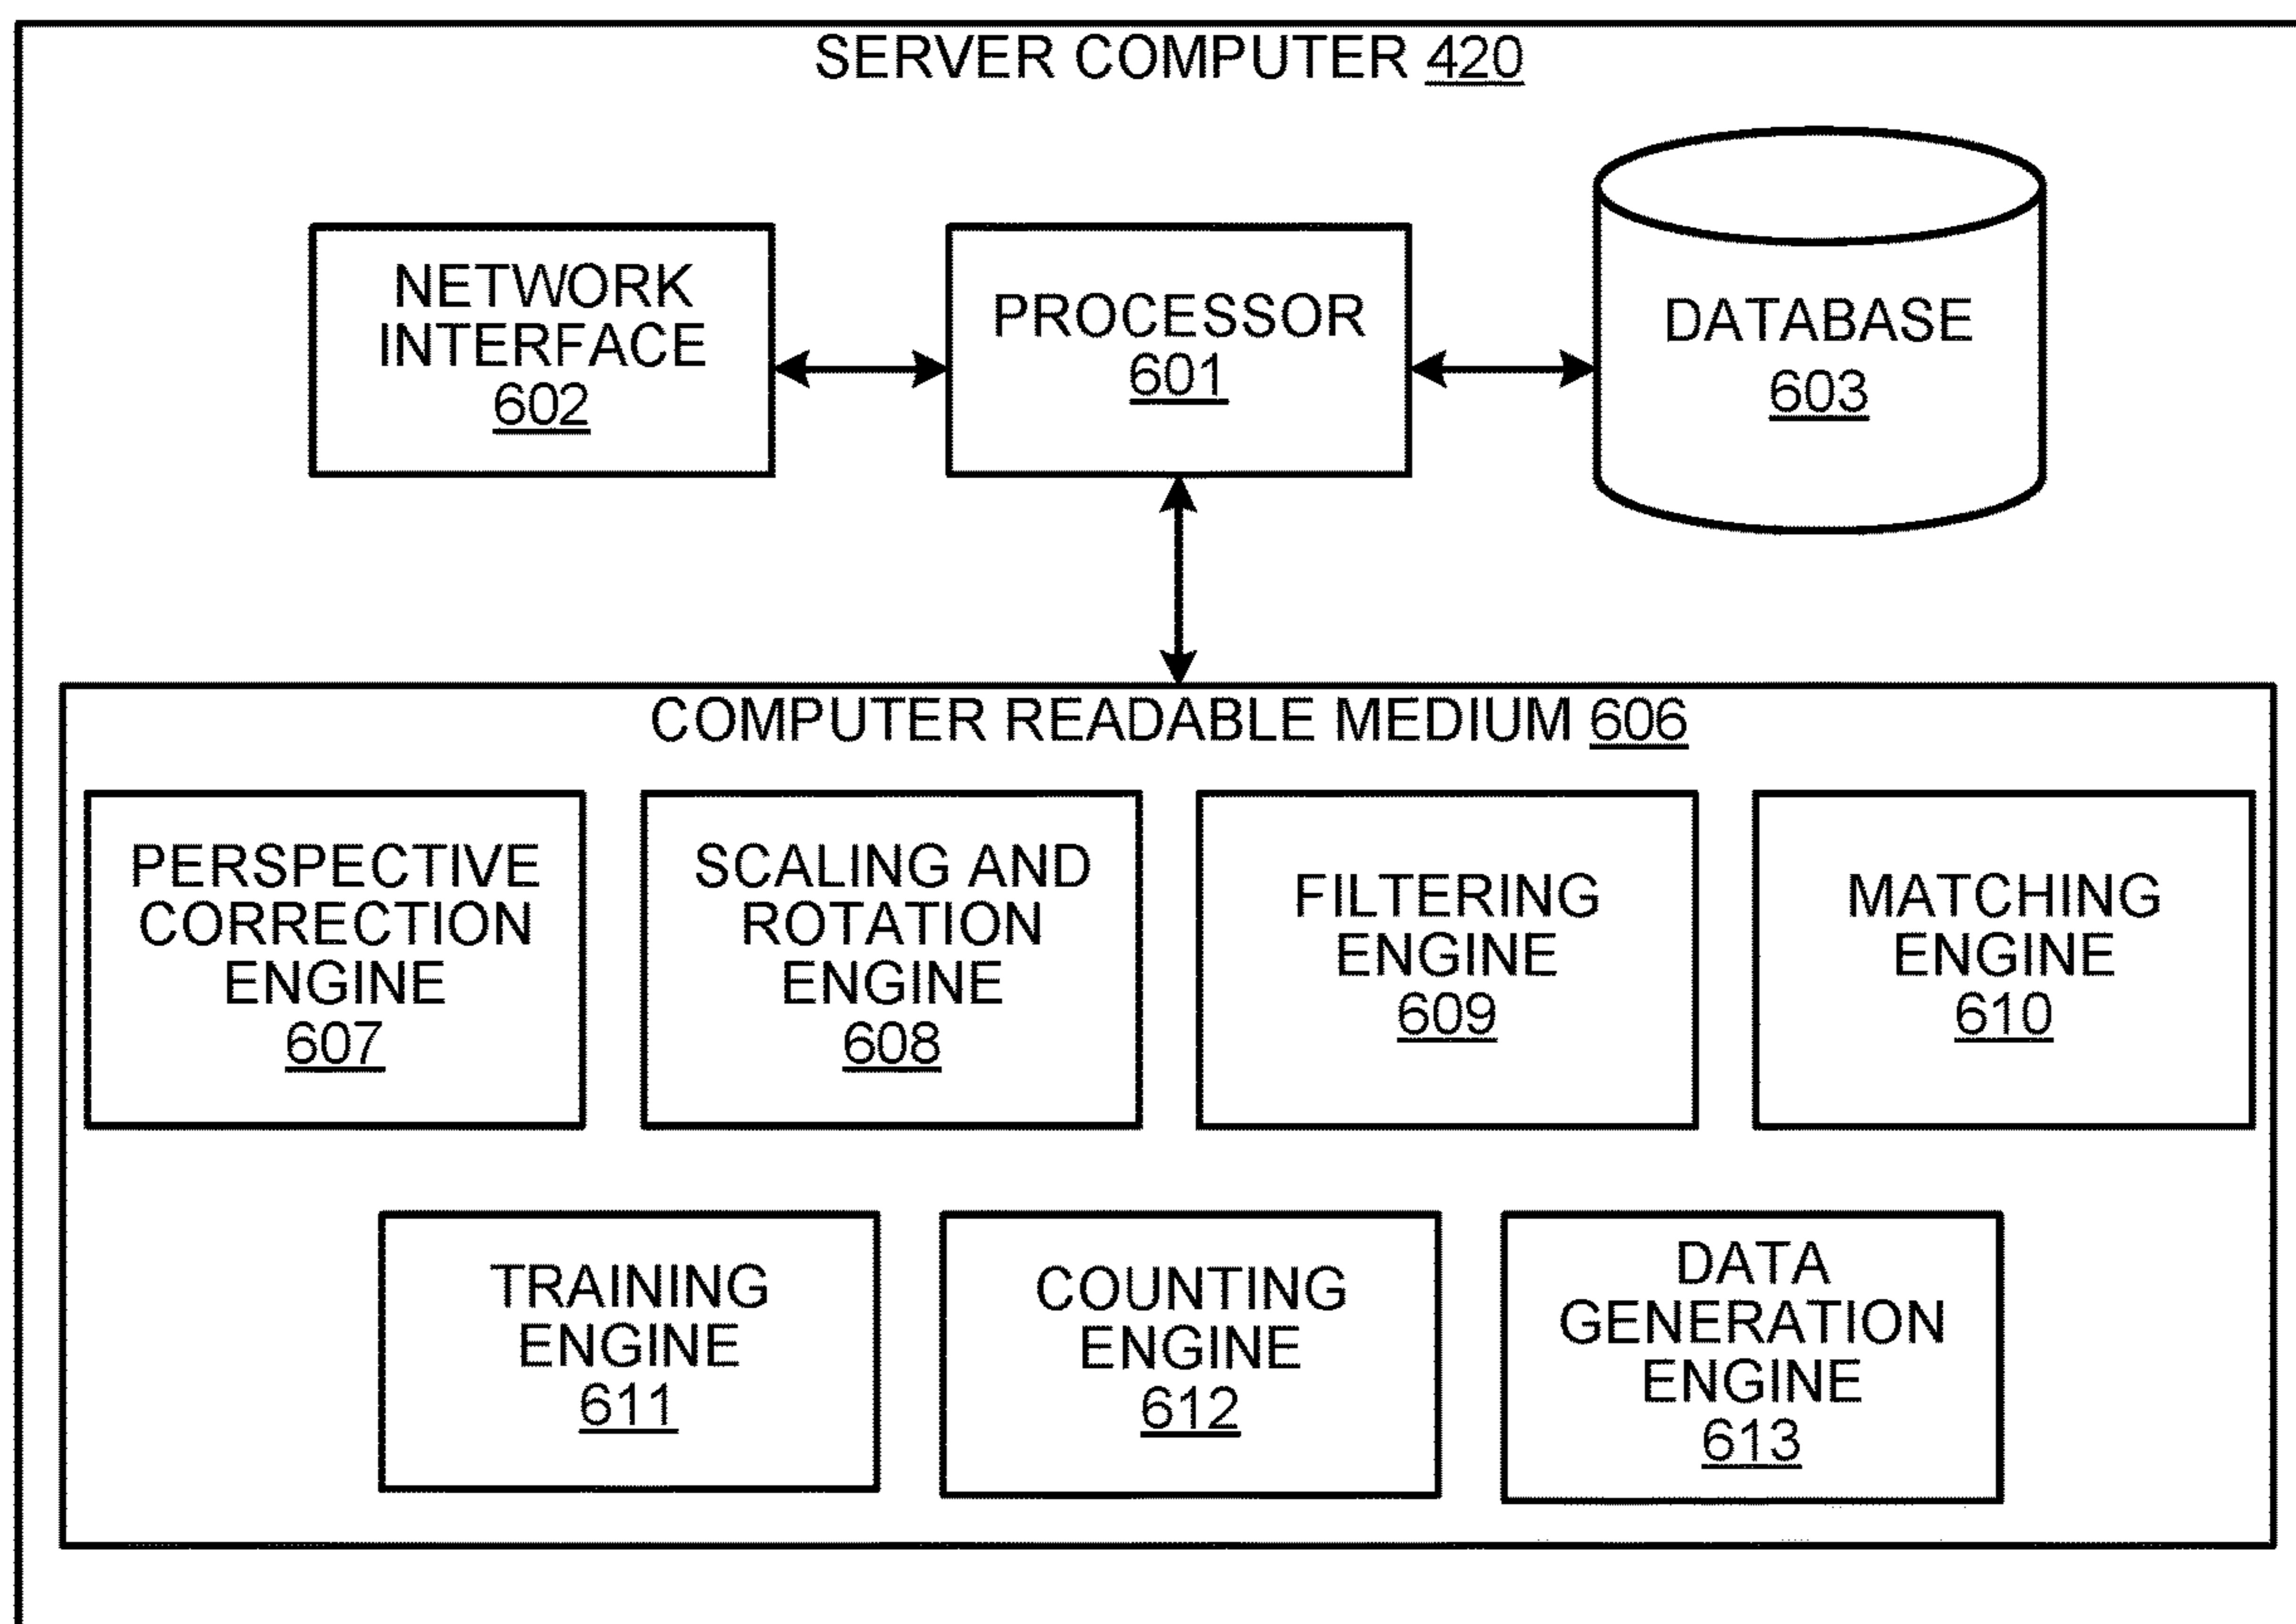 SERVER COMPUTER 420
NETWORK
INTERFACE
602
PROCESSOR
601
DATABASE
603
COMPUTER READABLE MEDIUM 606
PERSPECTIVE
CORRECTION
ENGINE
607
SCALING AND
ROTATION
ENGINE
608
FILTERING
ENGINE
609
MATCHING
ENGINE
610
TRAINING
ENGINE
611
COUNTING
ENGINE
612
DATA
GENERATION
ENGINE
613